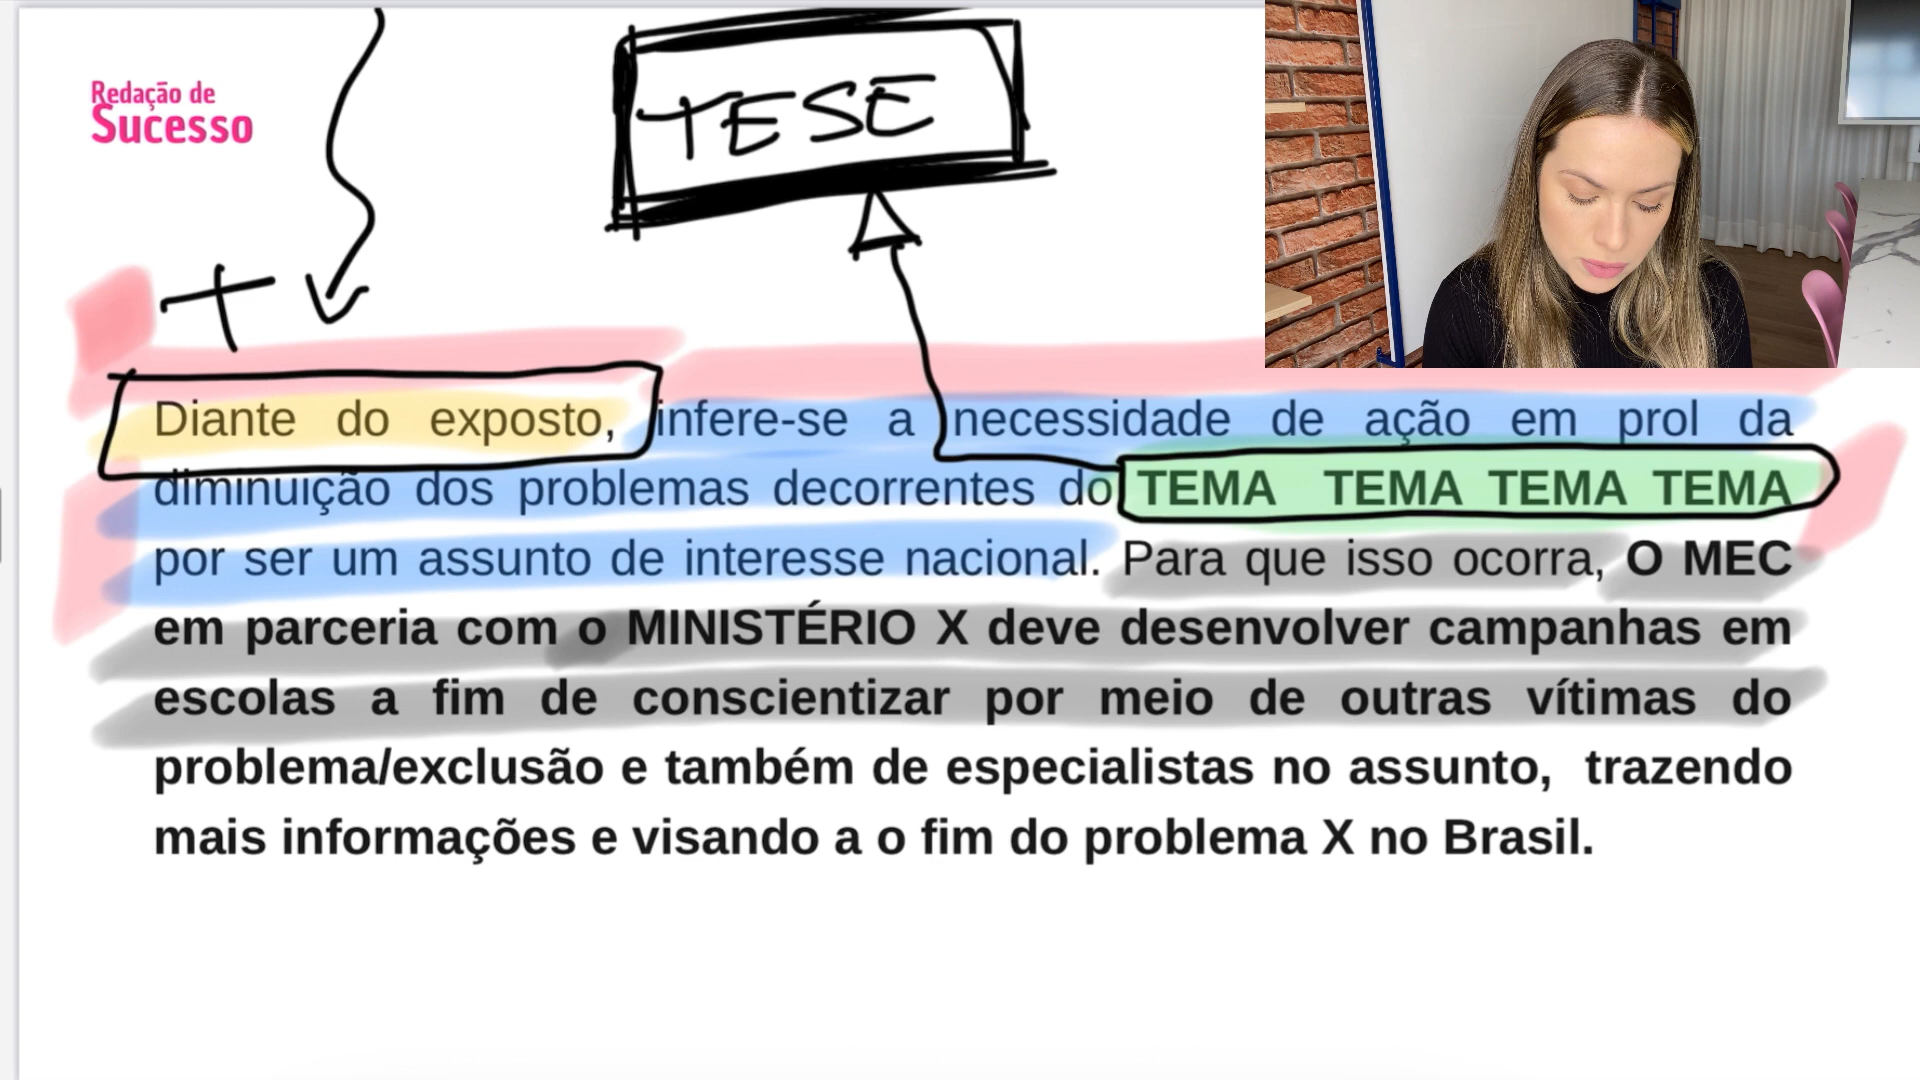 TESE
Redação de
Sucesso
+
Diante do exposto, infere-se a necessidade de ação em prol da
diminuição dos problemas decorrentes do TEMA TEMA TEMA TEMA
por ser um assunto de interesse nacional. Para que isso ocorra, O MEC
em parceria com o MINISTÉRIO X deve desenvolver campanhas em
escolas a fim de conscientizar por meio de outras vítimas do
problema/exclusão e também de especialistas no assunto, trazendo
mais informações e visando a o fim do problema X no Brasil.